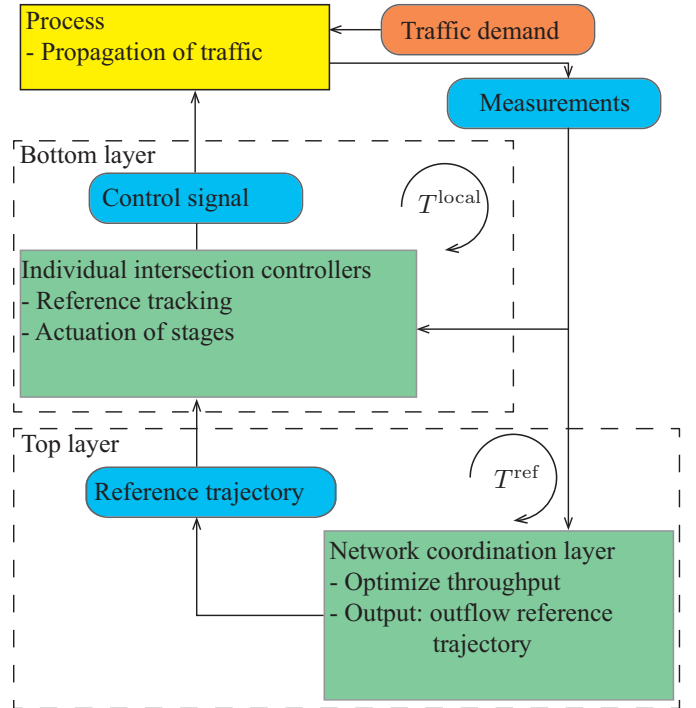 Process
- Propagation of traffic
Traffic demand
Measurements
Bottom layer
Control signal
T^local
Individual intersection controllers
- Reference tracking
- Actuation of stages
Top layer
Reference trajectory
T^ref
Network coordination layer
- Optimize throughput
- Output: outflow reference
trajectory